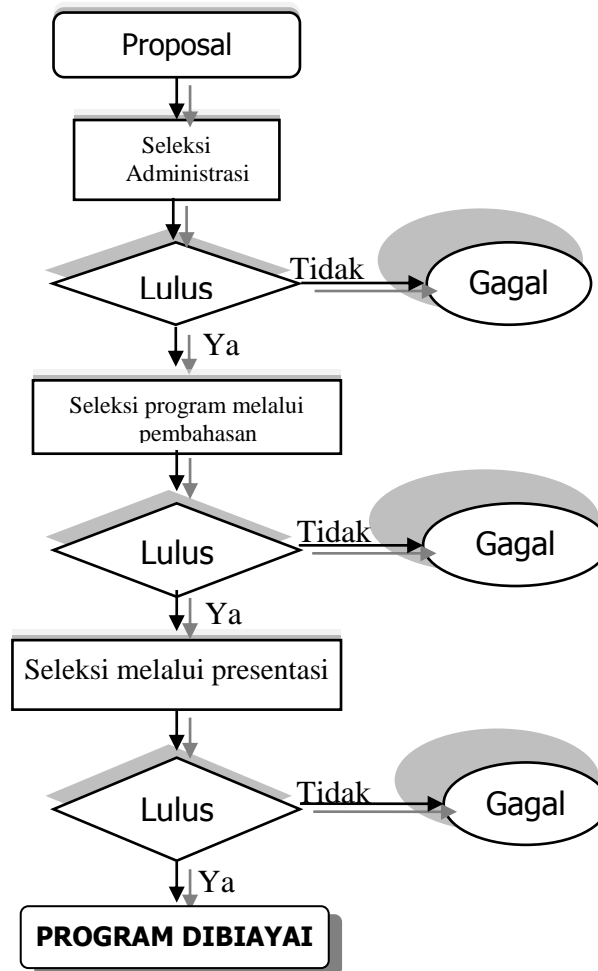 Proposal
Seleksi
Administrasi
Lulus
Tidak
Gagal
Ya
Seleksi program melalui
pembahasan
Lulus
Tidak
Gagal
Ya
Seleksi melalui presentasi
Lulus
Tidak
Gagal
Ya
PROGRAM DIBIAYAI